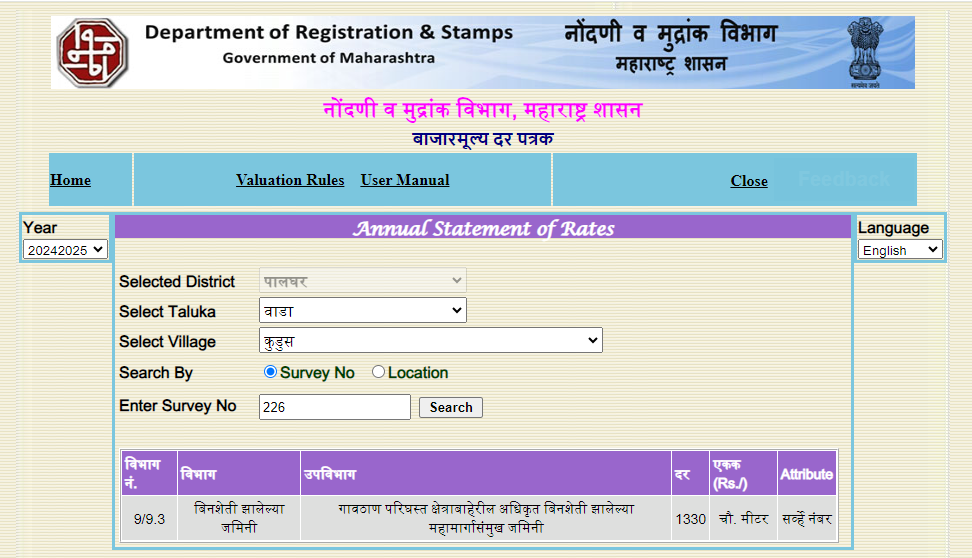 Department of Registration & Stamps
Government of Maharashtra
नोंदणी व मुद्रांक विभाग
महाराष्ट्र शासन
नोंदणी व मुद्रांक विभाग, महाराष्ट्र शासन
बाजारमूल्य दर पत्रक
Home Valuation Rules User Manual Close Feedback
Year
20242025
Annual Statement of Rates
Language
English
Selected District पालघर
Select Taluka वाडा
Select Village कुडुस
Search By Survey No Location
Enter Survey No 226 Search
विभाग नं. विभाग उपविभाग दर एकक (Rs./) Attribute
9/9.3 बिनशेती झालेल्या जमिनी गावठाण परिघस्त क्षेत्राबाहेरील अधिकृत बिनशेती झालेल्या महामार्गासंमुख जमिनी 1330 चौ. मीटर सर्व्हे नंबर